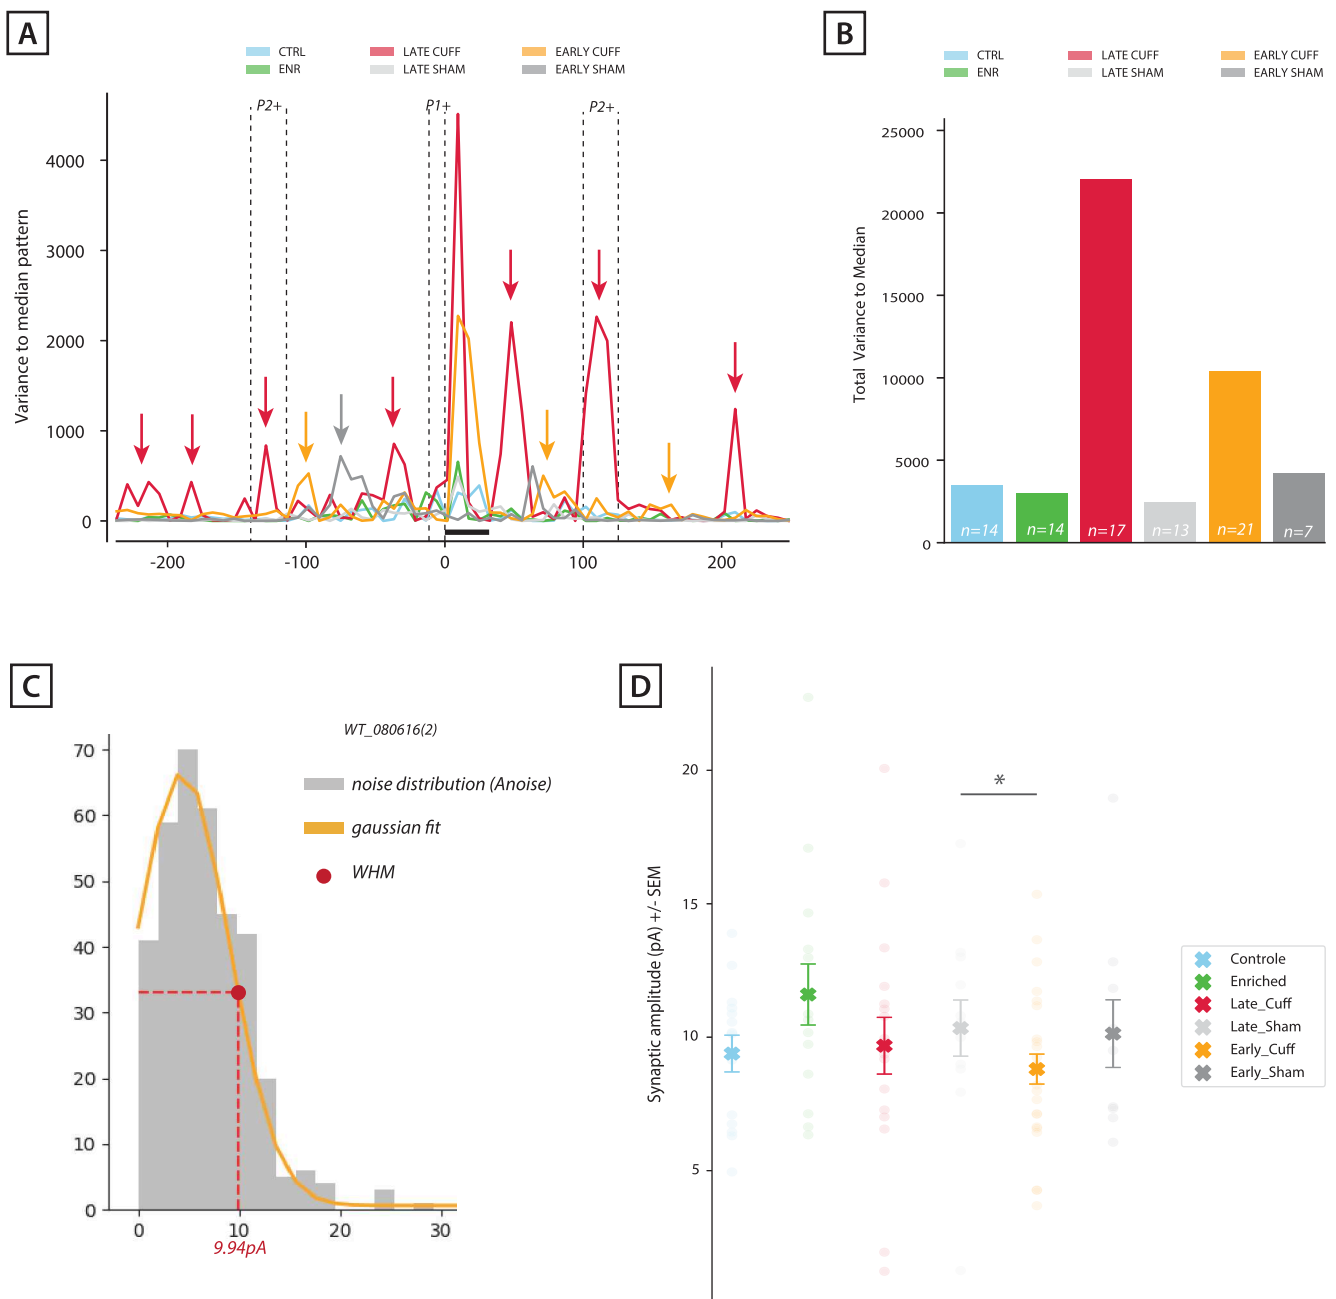 A
CTRL
LATE CUFF
EARLY CUFF
ENR
LATE SHAM
EARLY SHAM
P2+
P1+
P2+
Variance to median pattern
4000
3000
2000
1000
0
-200
-100
0
100
200
B
CTRL
LATE CUFF
EARLY CUFF
ENR
LATE SHAM
EARLY SHAM
Total Variance to Median
25000
20000
15000
10000
5000
0
n=14
n=14
n=17
n=13
n=21
n=7
C
WT_080616(2)
noise distribution (Anoise)
gaussian fit
WHM
70
60
50
40
30
20
10
0
0
10
20
30
9.94pA
D
Synaptic amplitude (pA) +/- SEM
20
15
10
5
*
Controle
Enriched
Late_Cuff
Late_Sham
Early_Cuff
Early_Sham